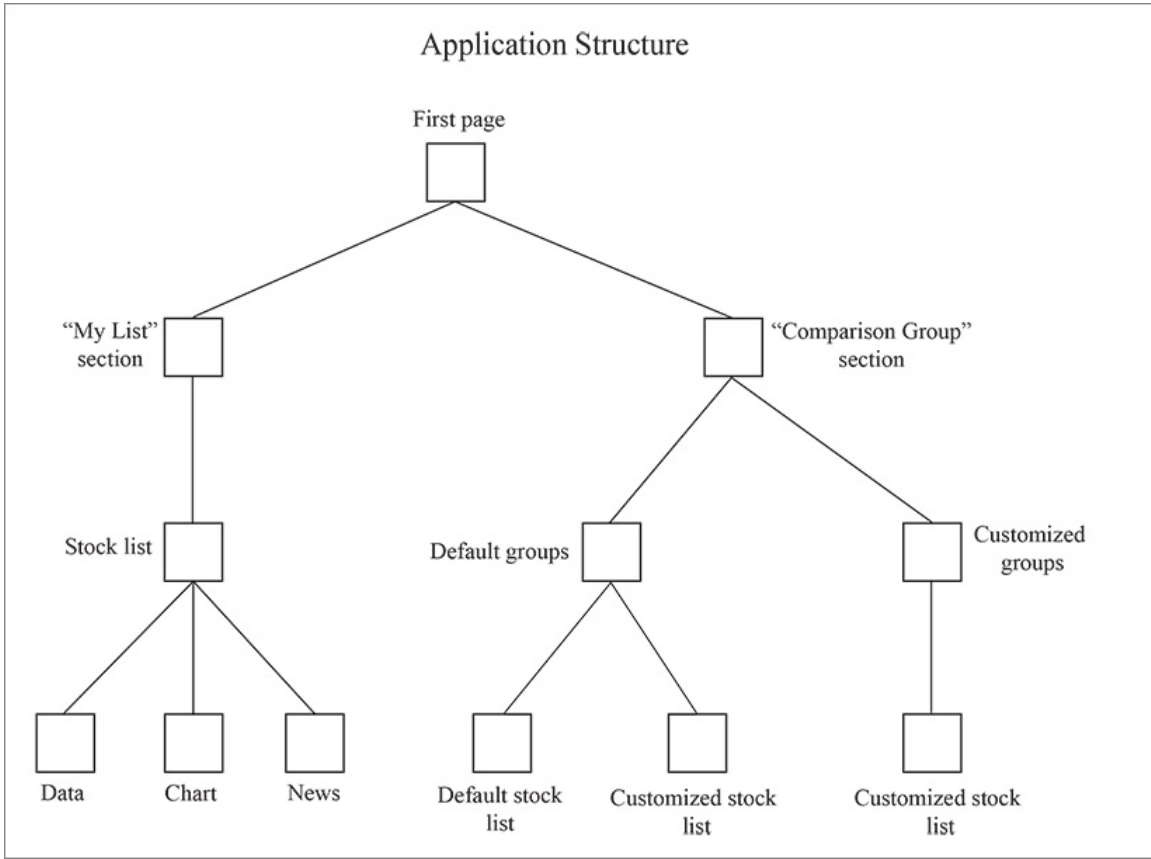 Application Structure
First page
“My List”
section
“Comparison Group”
section
Stock list
Default groups
Customized
groups
Data
Chart
News
Default stock
list
Customized stock
list
Customized stock
list